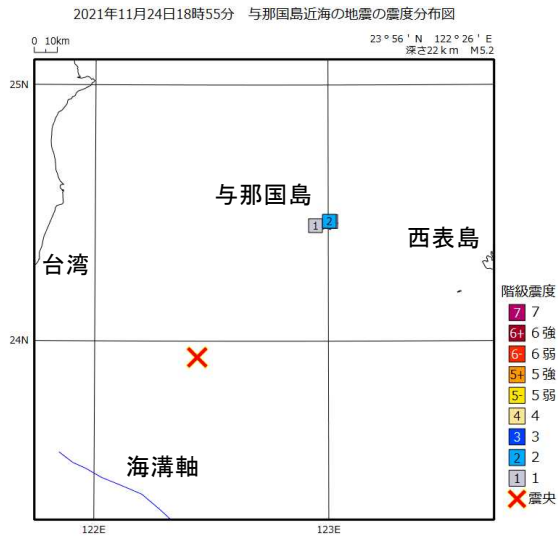 2021年11月24日18時55分 与那国島近海の地震の震度分布図
0 10km
23°56'N 122°26'E
深さ22km M5.2
25N
与那国島
1
2
西表島
台湾
階級震度
7 7
6+ 6強
6- 6弱
24N
5+ 5強
5- 5弱
4 4
3 3
海溝軸
2 2
1 1
震央
122E
123E